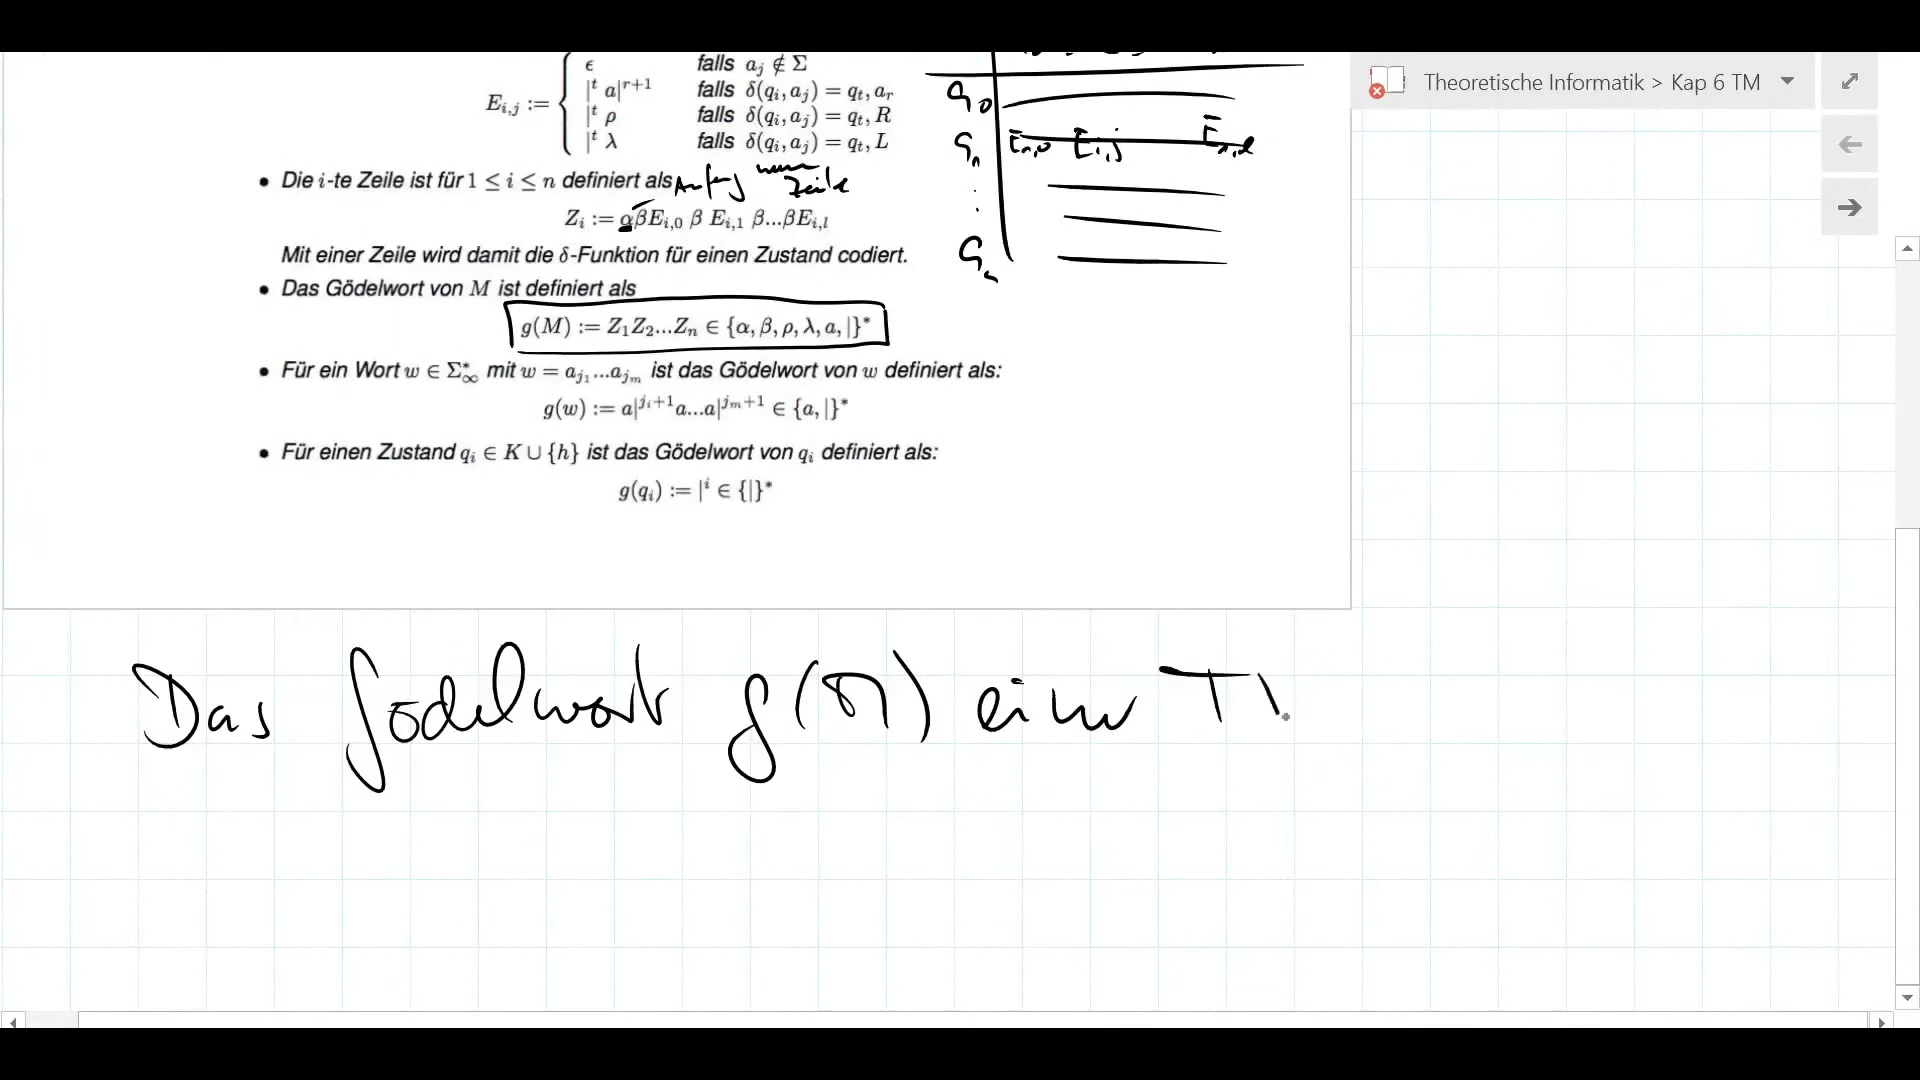 E_{i,j} := { ϵ falls a_j ∉ Σ
|^t a|^{r+1} falls δ(q_i, a_j) = q_t, a_r
|^t ρ falls δ(q_i, a_j) = q_t, R
|^t λ falls δ(q_i, a_j) = q_t, L
• Die i-te Zeile ist für 1 ≤ i ≤ n definiert als Anfang neue Zeile
Z_i := αβE_{i,0} β E_{i,1} β...βE_{i,l}
Mit einer Zeile wird damit die δ-Funktion für einen Zustand codiert.
• Das Gödelwort von M ist definiert als
g(M) := Z_1Z_2...Z_n ∈ {α, β, ρ, λ, a, |}*
• Für ein Wort w ∈ Σ*_∞ mit w = a_{j_1}...a_{j_m} ist das Gödelwort von w definiert als:
g(w) := a|^{j_i+1}a...a|^{j_m+1} ∈ {a, |}*
• Für einen Zustand q_i ∈ K ∪ {h} ist das Gödelwort von q_i definiert als:
g(q_i) := |^i ∈ {|}*
q_0
q_1 E_{1,0} E_{i,j} E_{1,l}
q_n
Theoretische Informatik > Kap 6 TM
Das Gödelwort g(M) einer T